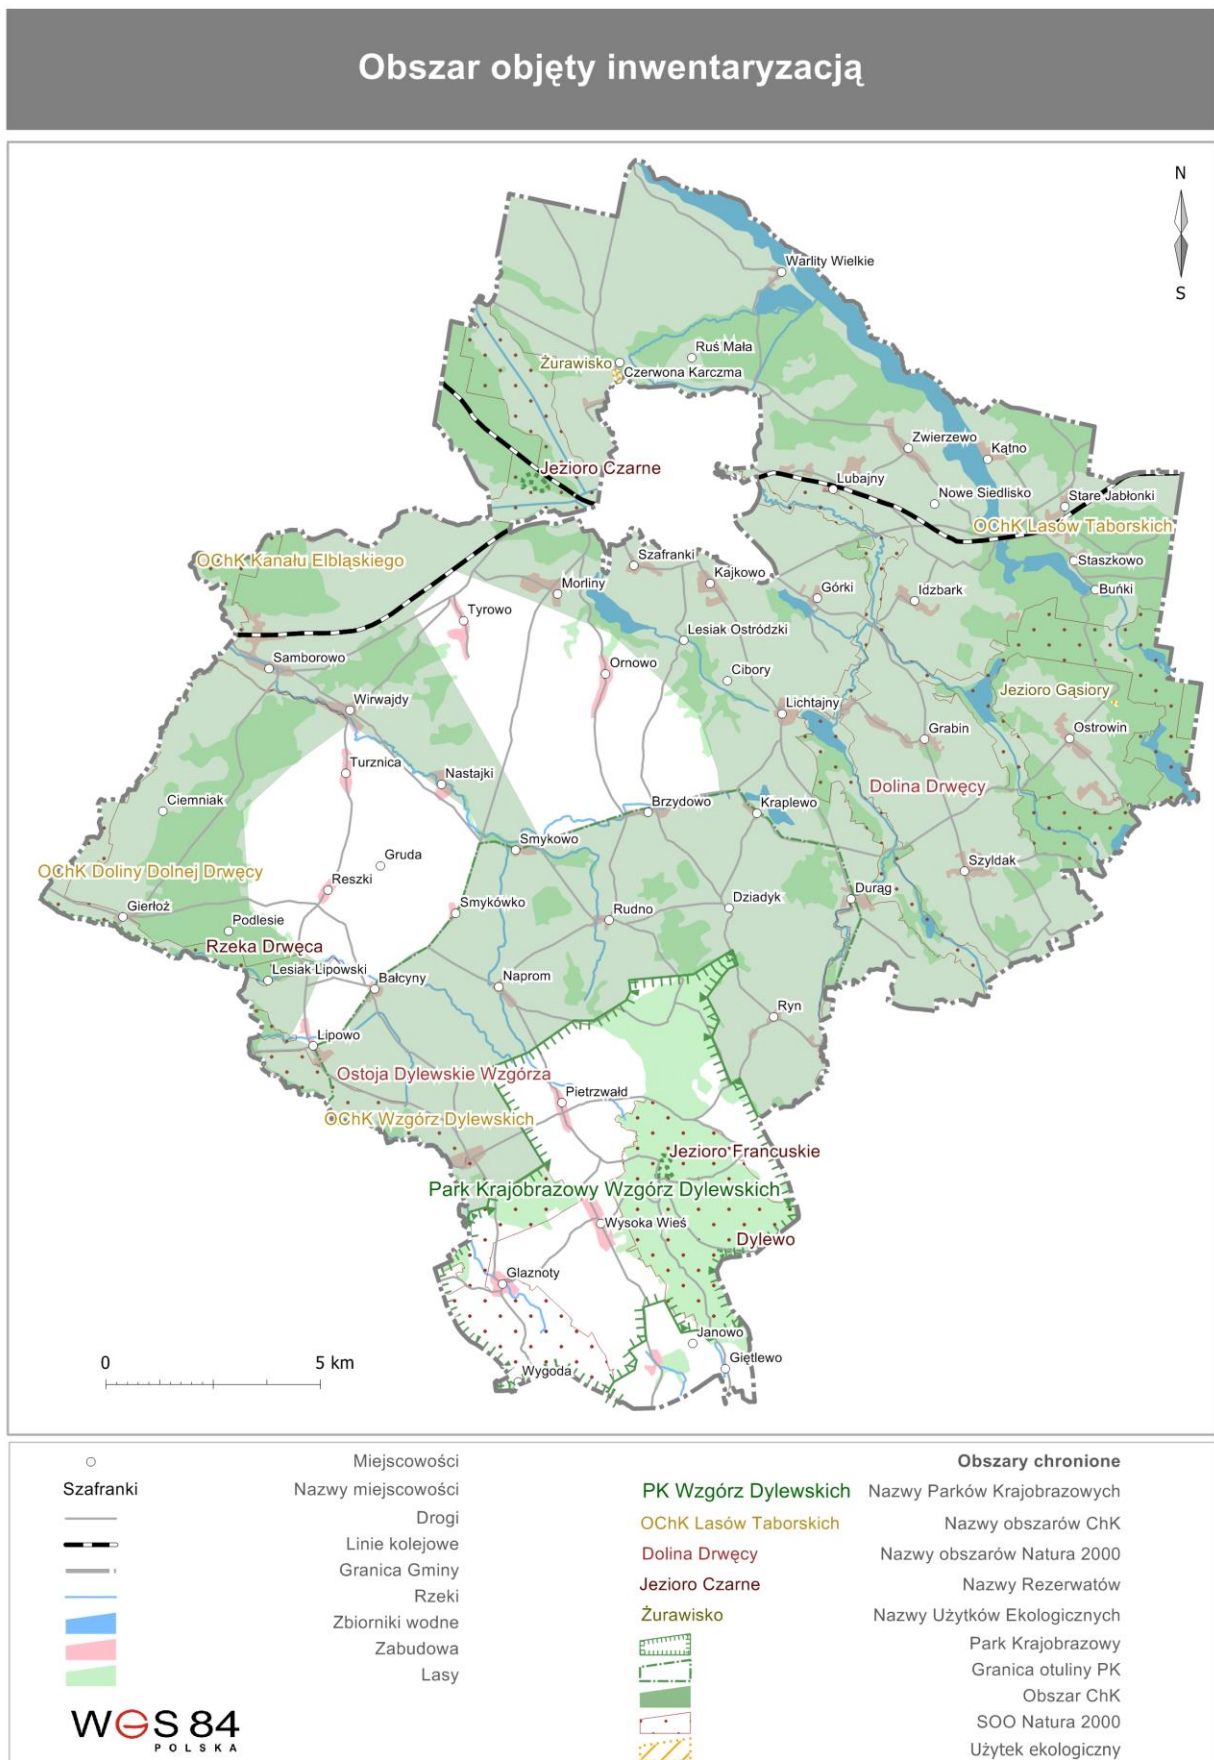 Obszar objęty inwentaryzacją
N
S
Warlity Wielkie
Ruś Mała
Żurawisko
Czerwona Karczma
Zwierzewo
Kątno
Jezioro Czarne
Lubajny
Nowe Siedlisko
Stare Jabłonki
OChK Lasów Taborskich
OChK Kanału Elbląskiego
Szafranki
Staszkowo
Morliny
Kajkowo
Górki
Idzbark
Buńki
Tyrowo
Lesiak Ostródzki
Samborowo
Ornowo
Cibory
Jezioro Gąsiory
Wirwajdy
Lichtajny
Grabin
Ostrowin
Turznica
Nastajki
Dolina Drwęcy
Ciemniak
Brzydowo
Kraplewo
Smykowo
Gruda
OChK Doliny Dolnej Drwęcy
Szyldak
Reszki
Durąg
Gierłoż
Podlesie
Smykówko
Rudno
Dziadyk
Rzeka Drwęca
Lesiak Lipowski
Bałcyny
Naprom
Ryn
Lipowo
Ostoja Dylewskie Wzgórza
Pietrzwałd
OChK Wzgórz Dylewskich
Jezioro Francuskie
Park Krajobrazowy Wzgórz Dylewskich
Wysoka Wieś
Dylewo
Glaznoty
Janowo
Giętlewo
Wygoda
0 5 km
Miejscowości
Szafranki Nazwy miejscowości
Drogi
Linie kolejowe
Granica Gminy
Rzeki
Zbiorniki wodne
Zabudowa
Lasy
WGS 84
POLSKA
Obszary chronione
PK Wzgórz Dylewskich Nazwy Parków Krajobrazowych
OChK Lasów Taborskich Nazwy obszarów ChK
Dolina Drwęcy Nazwy obszarów Natura 2000
Jezioro Czarne Nazwy Rezerwatów
Żurawisko Nazwy Użytków Ekologicznych
Park Krajobrazowy
Granica otuliny PK
Obszar ChK
SOO Natura 2000
Użytek ekologiczny